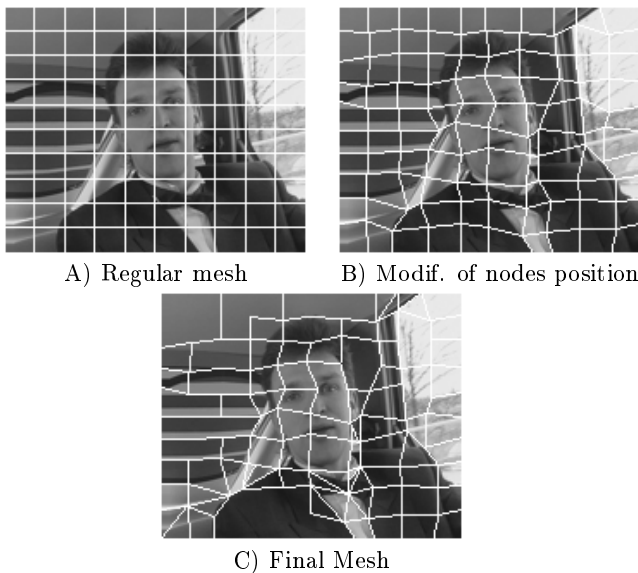 A) Regular mesh
B) Modif. of nodes position
C) Final Mesh